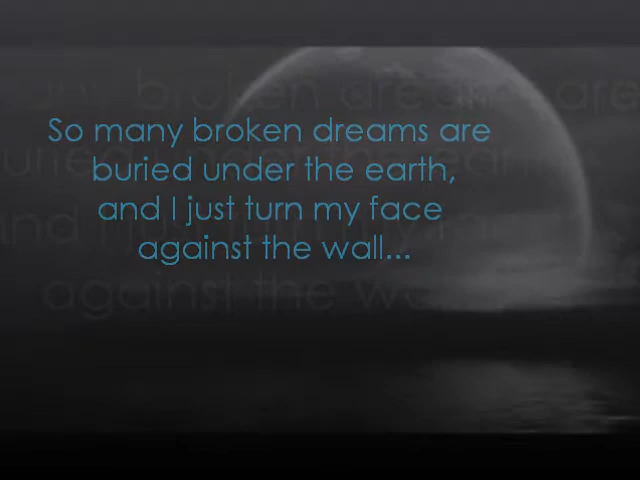 So many broken dreams are
buried under the earth,
and I just turn my face
against the wall...